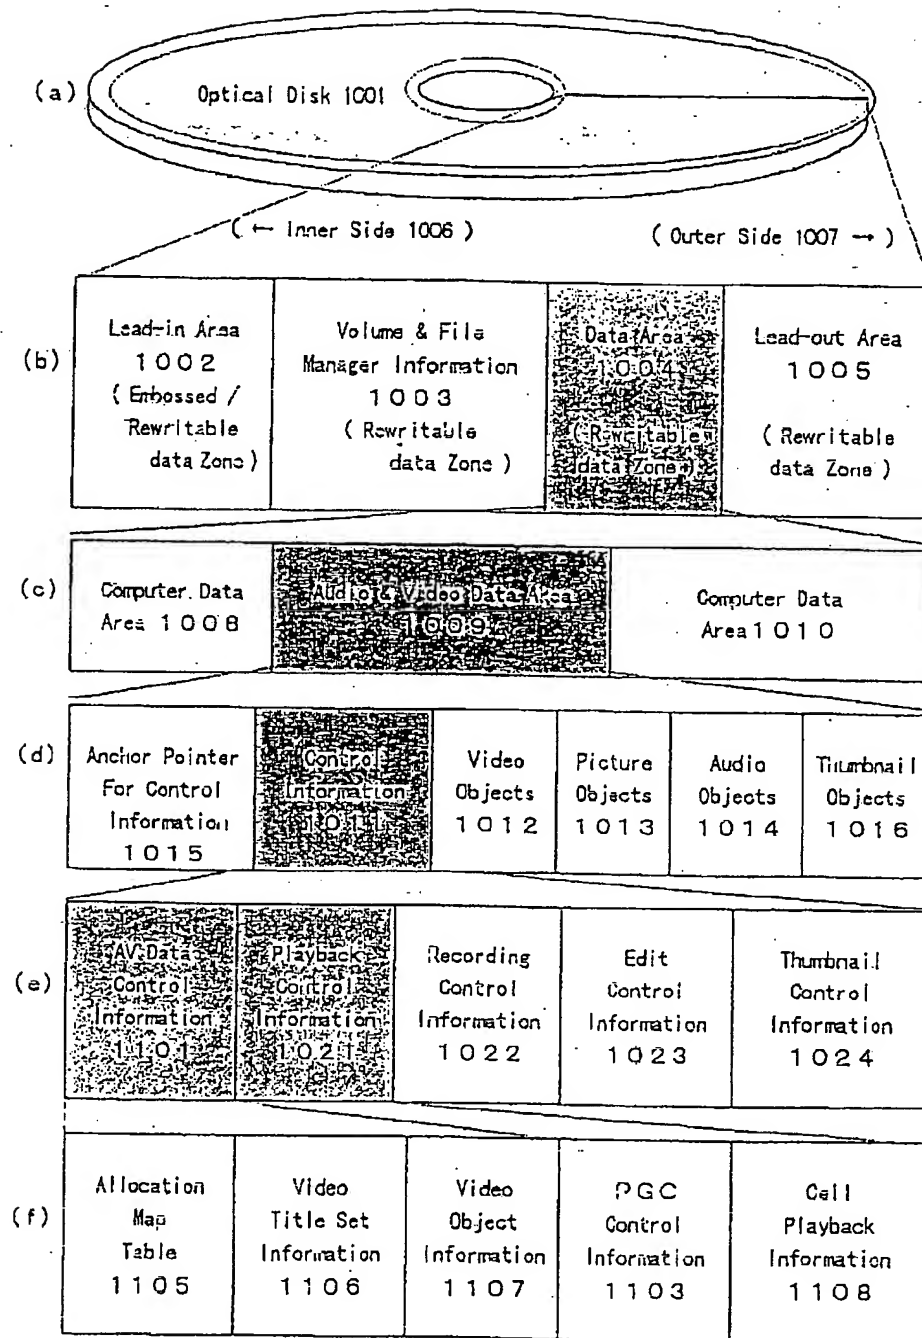 (a)
Optical Disk 1001
( ← Inner Side 1006 )
( Outer Side 1007 → )
(b)
Lead-in Area
1002
( Embossed /
Rewritable
data Zone )
Volume & File
Manager Information
1003
( Rewritable
data Zone )
Data Area
1004
( Rewritable
data Zone )
Lead-out Area
1005
( Rewritable
data Zone )
(c)
Computer Data
Area 1008
Audio & Video Data Area
1009
Computer Data
Area 1010
(d)
Anchor Pointer
For Control
Information
1015
Control
Information
1011
Video
Objects
1012
Picture
Objects
1013
Audio
Objects
1014
Thumbnail
Objects
1016
(e)
AV Data
Control
Information
1101
Playback
Control
Information
1021
Recording
Control
Information
1022
Edit
Control
Information
1023
Thumbnail
Control
Information
1024
(f)
Allocation
Map
Table
1105
Video
Title Set
Information
1106
Video
Object
Information
1107
PGC
Control
Information
1103
Cell
Playback
Information
1108